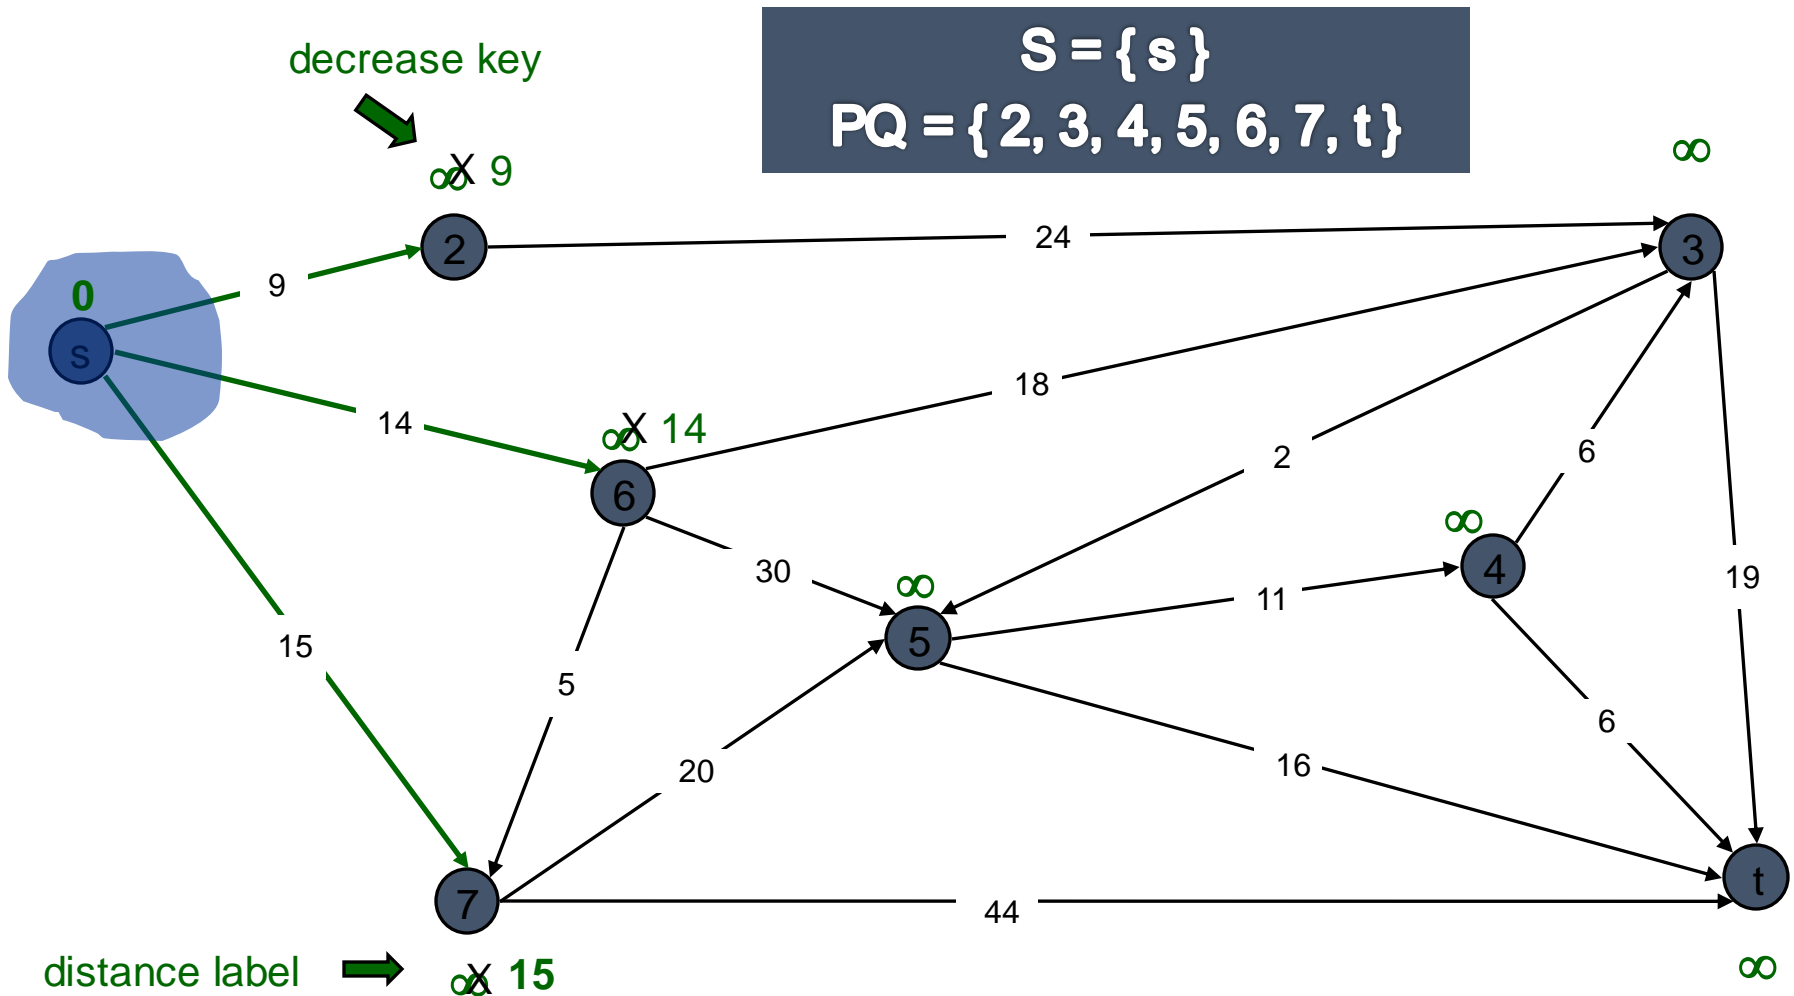 S = { s }
PQ = { 2, 3, 4, 5, 6, 7, t }
decrease key
∞ X 9
∞
2
24
3
9
0
s
18
14
∞ X 14
6
2
6
∞
4
30
∞
5
11
19
15
5
20
16
6
7
44
t
distance label
∞ X 15
∞